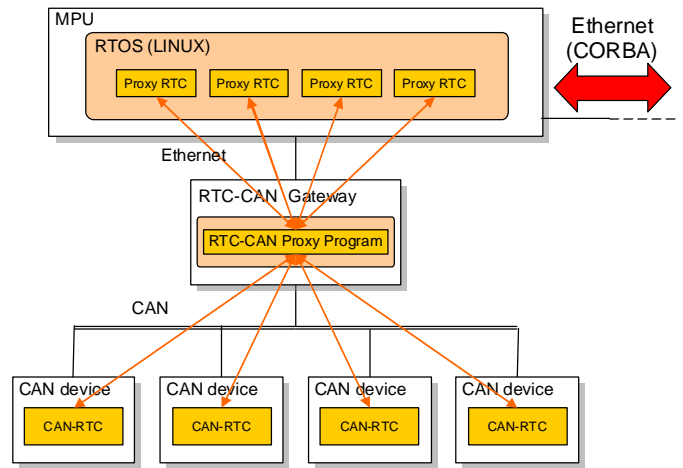 MPU
Ethernet
(CORBA)
RTOS (LINUX)
Proxy RTC
Proxy RTC
Proxy RTC
Proxy RTC
Ethernet
RTC-CAN Gateway
RTC-CAN Proxy Program
CAN
CAN device
CAN device
CAN device
CAN device
CAN-RTC
CAN-RTC
CAN-RTC
CAN-RTC